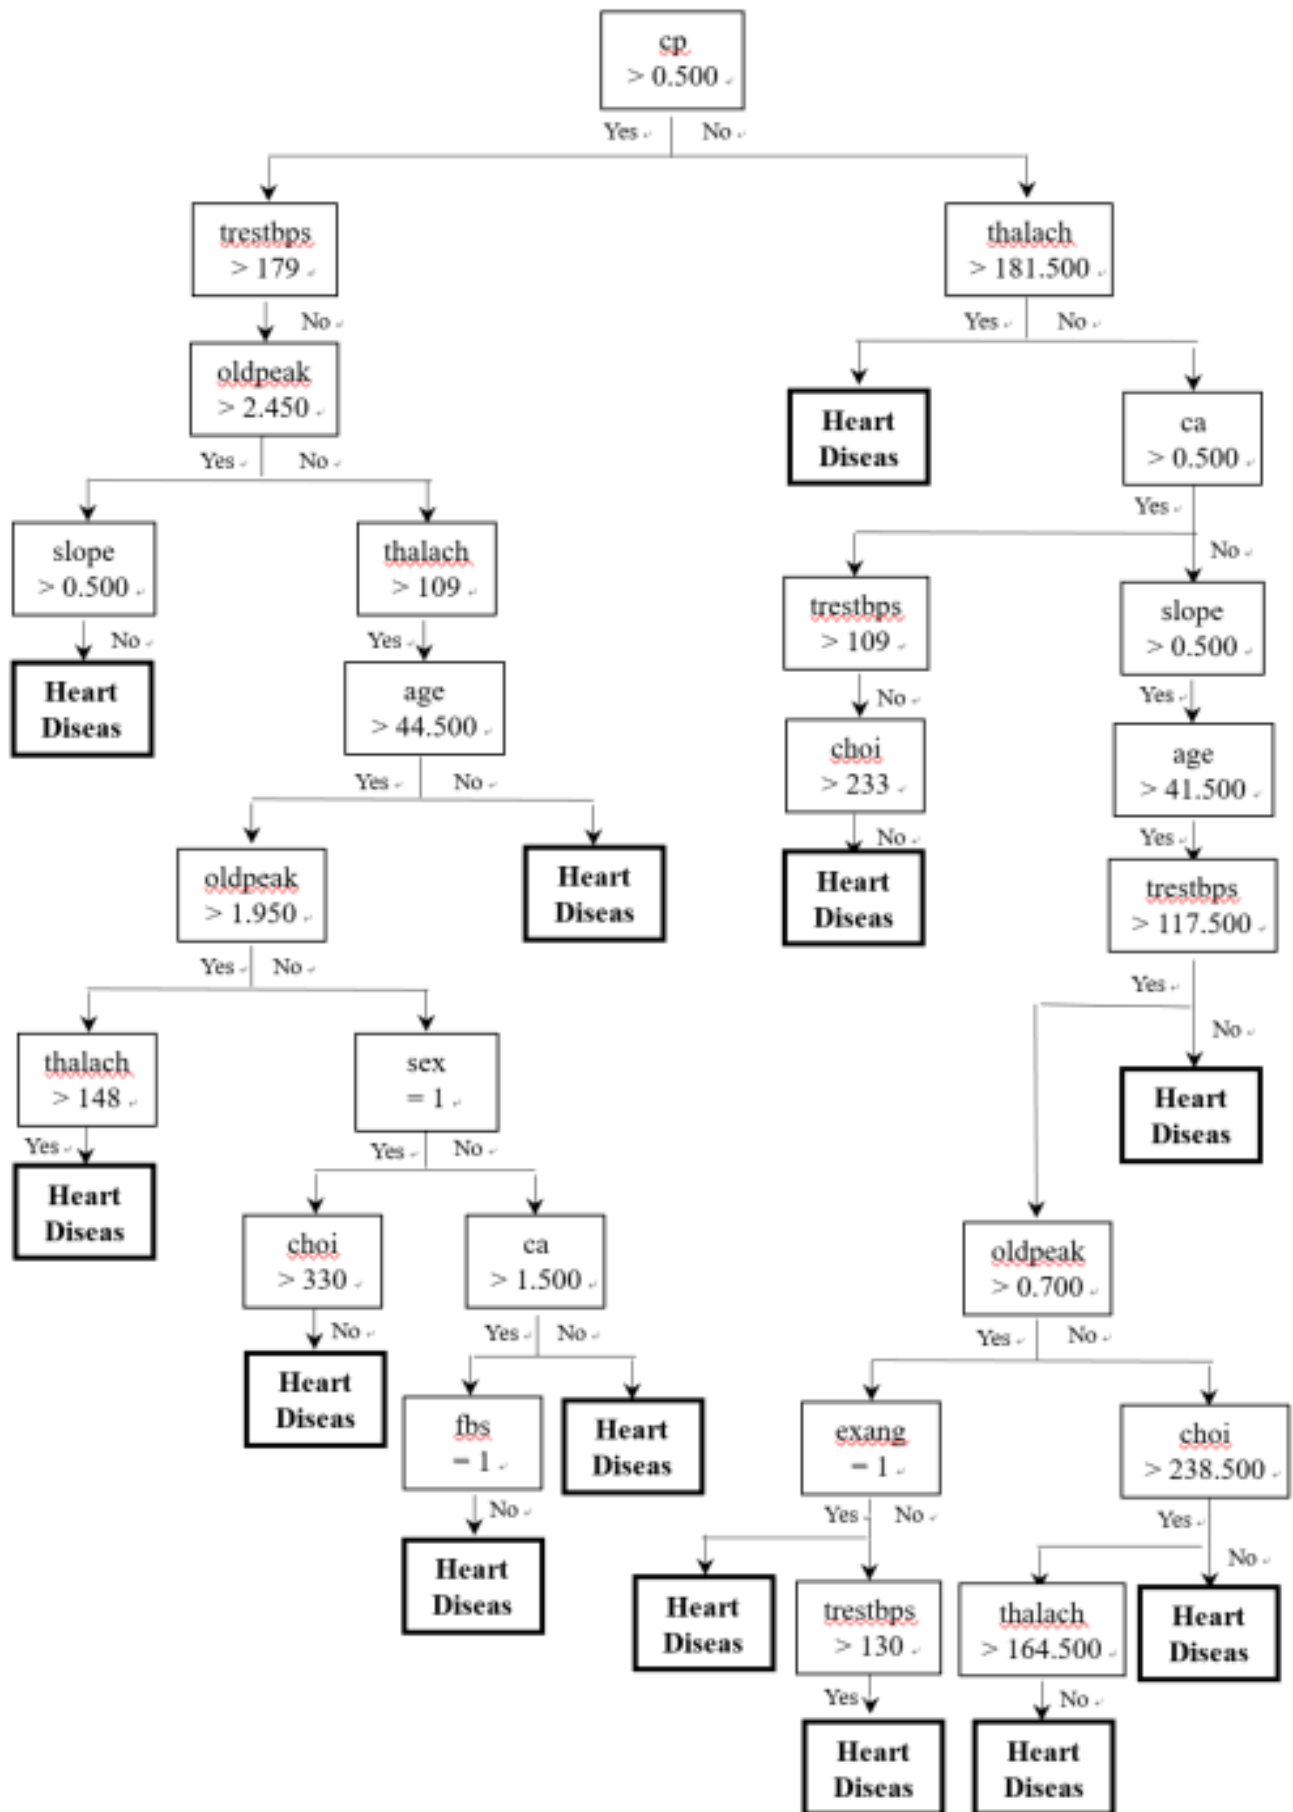 cp
> 0.500
Yes No
trestbps
> 179
thalach
> 181.500
No
Yes No
oldpeak
> 2.450
Heart
Diseas
ca
> 0.500
Yes No
Yes
No
slope
> 0.500
thalach
> 109
trestbps
> 109
slope
> 0.500
No
Yes
No
Yes
Heart
Diseas
age
> 44.500
choi
> 233
age
> 41.500
Yes No
No
Yes
oldpeak
> 1.950
Heart
Diseas
Heart
Diseas
trestbps
> 117.500
Yes No
Yes
No
thalach
> 148
sex
= 1
Heart
Diseas
Yes
Yes No
Heart
Diseas
choi
> 330
ca
> 1.500
oldpeak
> 0.700
No
Yes No
Yes No
Heart
Diseas
fbs
= 1
Heart
Diseas
exang
= 1
choi
> 238.500
No
Yes No
Yes
No
Heart
Diseas
Heart
Diseas
trestbps
> 130
thalach
> 164.500
Heart
Diseas
Yes
No
Heart
Diseas
Heart
Diseas